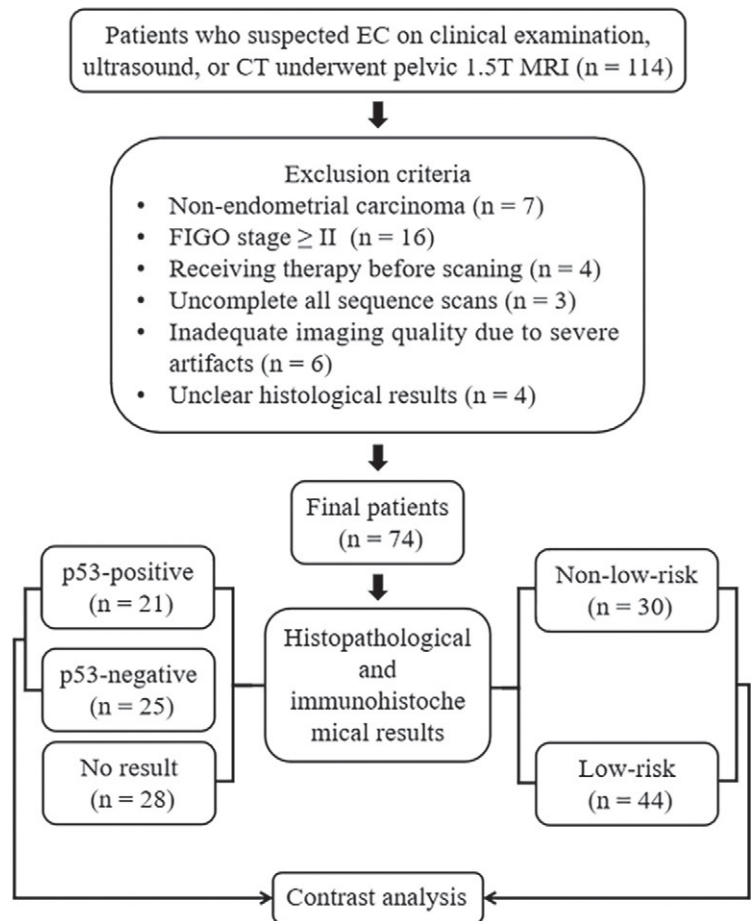 Patients who suspected EC on clinical examination,
ultrasound, or CT underwent pelvic 1.5T MRI (n = 114)
Exclusion criteria
• Non-endometrial carcinoma (n = 7)
• FIGO stage ≥ II (n = 16)
• Receiving therapy before scaning (n = 4)
• Uncomplete all sequence scans (n = 3)
• Inadequate imaging quality due to severe
artifacts (n = 6)
• Unclear histological results (n = 4)
Final patients
(n = 74)
p53-positive
(n = 21)
p53-negative
(n = 25)
No result
(n = 28)
Histopathological
and
immunohistoche
mical results
Non-low-risk
(n = 30)
Low-risk
(n = 44)
Contrast analysis